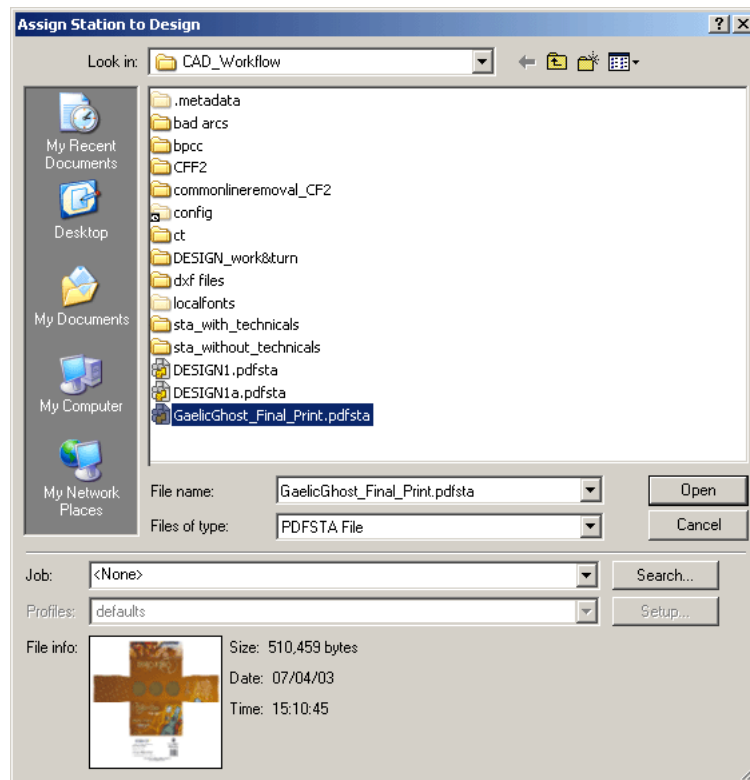 Assign Station to Design
Look in: CAD_Workflow
My Recent
Documents
Desktop
My Documents
My Computer
My Network
Places
.metadata
bad arcs
bpcc
CFF2
commonlineremoval_CF2
config
ct
DESIGN_work&turn
dxf files
localfonts
sta_with_technicals
sta_without_technicals
DESIGN1.pdfsta
DESIGN1a.pdfsta
GaelicGhost_Final_Print.pdfsta
File name: GaelicGhost_Final_Print.pdfsta Open
Files of type: PDFSTA File Cancel
Job: <None> Search...
Profiles: defaults Setup...
File info: Size: 510,459 bytes
Date: 07/04/03
Time: 15:10:45